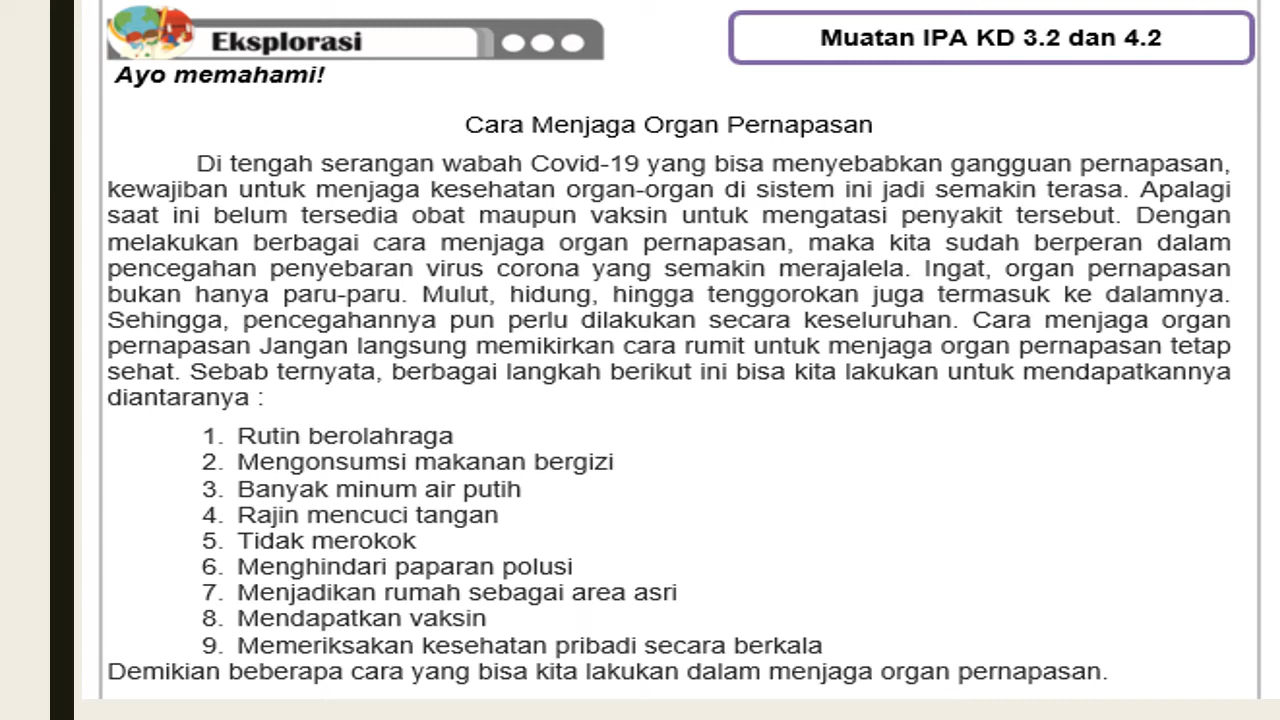 Eksplorasi
Muatan IPA KD 3.2 dan 4.2
Ayo memahami!
Cara Menjaga Organ Pernapasan
Di tengah serangan wabah Covid-19 yang bisa menyebabkan gangguan pernapasan,
kewajiban untuk menjaga kesehatan organ-organ di sistem ini jadi semakin terasa. Apalagi
saat ini belum tersedia obat maupun vaksin untuk mengatasi penyakit tersebut. Dengan
melakukan berbagai cara menjaga organ pernapasan, maka kita sudah berperan dalam
pencegahan penyebaran virus corona yang semakin merajalela. Ingat, organ pernapasan
bukan hanya paru-paru. Mulut, hidung, hingga tenggorokan juga termasuk ke dalamnya.
Sehingga, pencegahannya pun perlu dilakukan secara keseluruhan. Cara menjaga organ
pernapasan Jangan langsung memikirkan cara rumit untuk menjaga organ pernapasan tetap
sehat. Sebab ternyata, berbagai langkah berikut ini bisa kita lakukan untuk mendapatkannya
diantaranya :
1. Rutin berolahraga
2. Mengonsumsi makanan bergizi
3. Banyak minum air putih
4. Rajin mencuci tangan
5. Tidak merokok
6. Menghindari paparan polusi
7. Menjadikan rumah sebagai area asri
8. Mendapatkan vaksin
9. Memeriksakan kesehatan pribadi secara berkala
Demikian beberapa cara yang bisa kita lakukan dalam menjaga organ pernapasan.